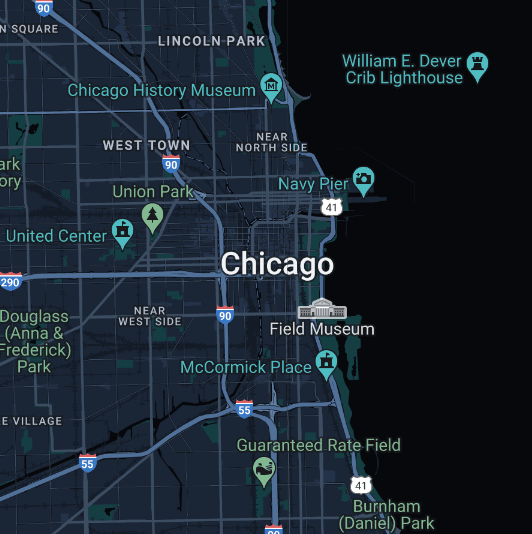 90
N SQUARE
LINCOLN PARK
William E. Dever
Crib Lighthouse
Chicago History Museum
NEAR
NORTH SIDE
WEST TOWN
90
ark
ory
Union Park
Navy Pier
41
United Center
Chicago
290
90
NEAR
WEST SIDE
Field Museum
Douglass
(Anna &
Frederick)
Park
McCormick Place
55
E VILLAGE
Guaranteed Rate Field
55
41
Burnham
(Daniel) Park
90